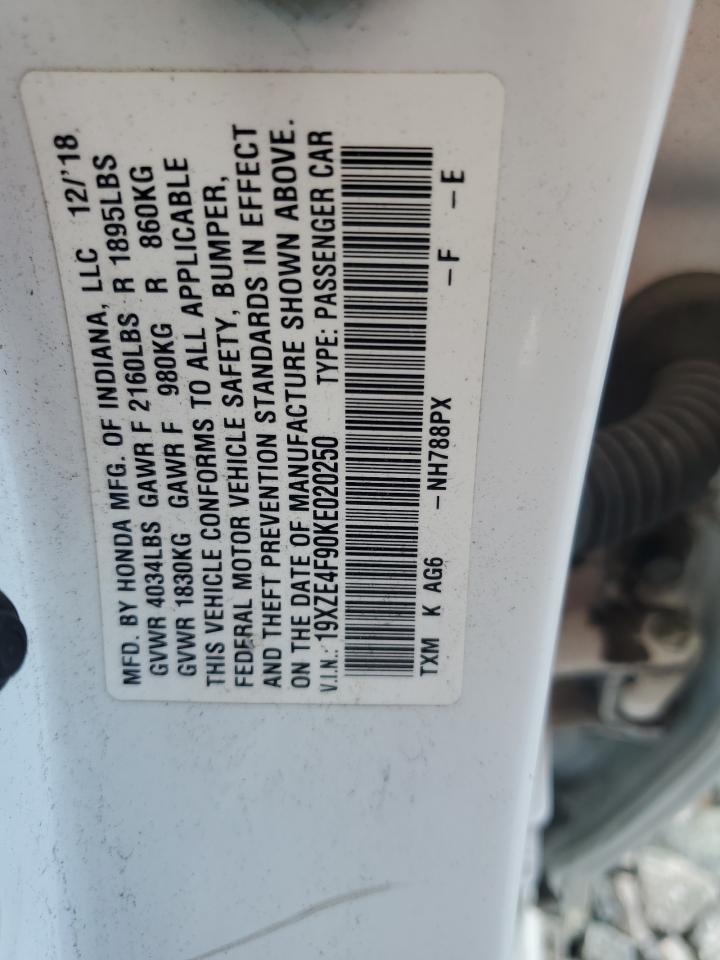 MFD. BY HONDA MFG. OF INDIANA, LLC 12/'18
GVWR 4034LBS GAWR F 2160LBS R 1895LBS
GVWR 1830KG GAWR F 980KG R 860KG
THIS VEHICLE CONFORMS TO ALL APPLICABLE
FEDERAL MOTOR VEHICLE SAFETY, BUMPER,
AND THEFT PREVENTION STANDARDS IN EFFECT
ON THE DATE OF MANUFACTURE SHOWN ABOVE.
V.I.N.: 19XZE4F90KE020250 TYPE: PASSENGER CAR
TXM K AG6 -NH788PX -F -E